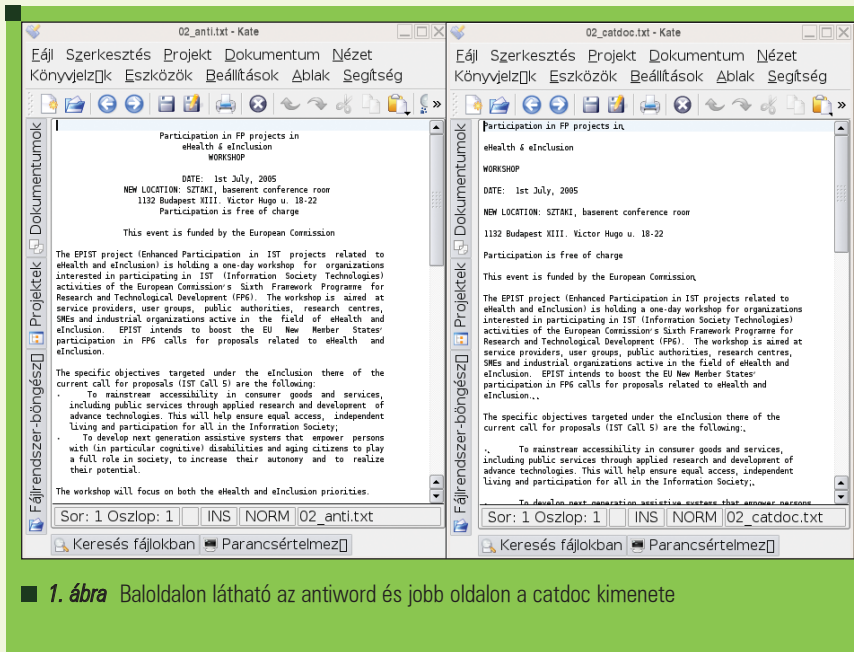 02_anti.txt - Kate
Fájl Szerkesztés Projekt Dokumentum Nézet
Könyvjelz▯k Eszközök Beállítások Ablak Segítség
»
Dokumentumok
Projektek
Fájlrendszer-böngész▯
Participation in FP projects in
eHealth & eInclusion
WORKSHOP
DATE: 1st July, 2005
NEW LOCATION: SZTAKI, basement conference room
1132 Budapest XIII. Victor Hugo u. 18-22
Participation is free of charge
This event is funded by the European Commission
The EPIST project (Enhanced Participation in IST projects related to
eHealth and eInclusion) is holding a one-day workshop for organizations
interested in participating in IST (Information Society Technologies)
activities of the European Commission's Sixth Framework Programme for
Research and Technological Development (FP6). The workshop is aimed at
service providers, user groups, public authorities, research centres,
SMEs and industrial organizations active in the field of eHealth and
eInclusion. EPIST intends to boost the EU New Member States'
participation in FP6 calls for proposals related to eHealth and
eInclusion.
The specific objectives targeted under the eInclusion theme of the
current call for proposals (IST Call 5) are the following:
· To mainstream accessibility in consumer goods and services,
including public services through applied research and development of
advance technologies. This will help ensure equal access, independent
living and participation for all in the Information Society;
· To develop next generation assistive systems that empower persons
with (in particular cognitive) disabilities and aging citizens to play
a full role in society, to increase their autonomy and to realize
their potential.
The workshop will focus on both the eHealth and eInclusion priorities.
Sor: 1 Oszlop: 1 INS NORM 02_anti.txt
Keresés fájlokban Parancsértelmez▯
02_catdoc.txt - Kate
Fájl Szerkesztés Projekt Dokumentum Nézet
Könyvjelz▯k Eszközök Beállítások Ablak Segítség
»
Dokumentumok
Projektek
Fájlrendszer-böngész▯
Participation in FP projects in
eHealth & eInclusion
WORKSHOP
DATE: 1st July, 2005
NEW LOCATION: SZTAKI, basement conference room
1132 Budapest XIII. Victor Hugo u. 18-22
Participation is free of charge
This event is funded by the European Commission
The EPIST project (Enhanced Participation in IST projects related to
eHealth and eInclusion) is holding a one-day workshop for organizations
interested in participating in IST (Information Society Technologies)
activities of the European Commission's Sixth Framework Programme for
Research and Technological Development (FP6). The workshop is aimed at
service providers, user groups, public authorities, research centres,
SMEs and industrial organizations active in the field of eHealth and
eInclusion. EPIST intends to boost the EU New Member States'
participation in FP6 calls for proposals related to eHealth and
eInclusion.
The specific objectives targeted under the eInclusion theme of the
current call for proposals (IST Call 5) are the following:
· To mainstream accessibility in consumer goods and services,
including public services through applied research and development of
advance technologies. This will help ensure equal access, independent
living and participation for all in the Information Society;
· To develop next generation assistive systems that empower persons
Sor: 1 Oszlop: 1 INS NORM 02_catdoc.txt
Keresés fájlokban Parancsértelmez▯
1. ábra Baloldalon látható az antiword és jobb oldalon a catdoc kimenete